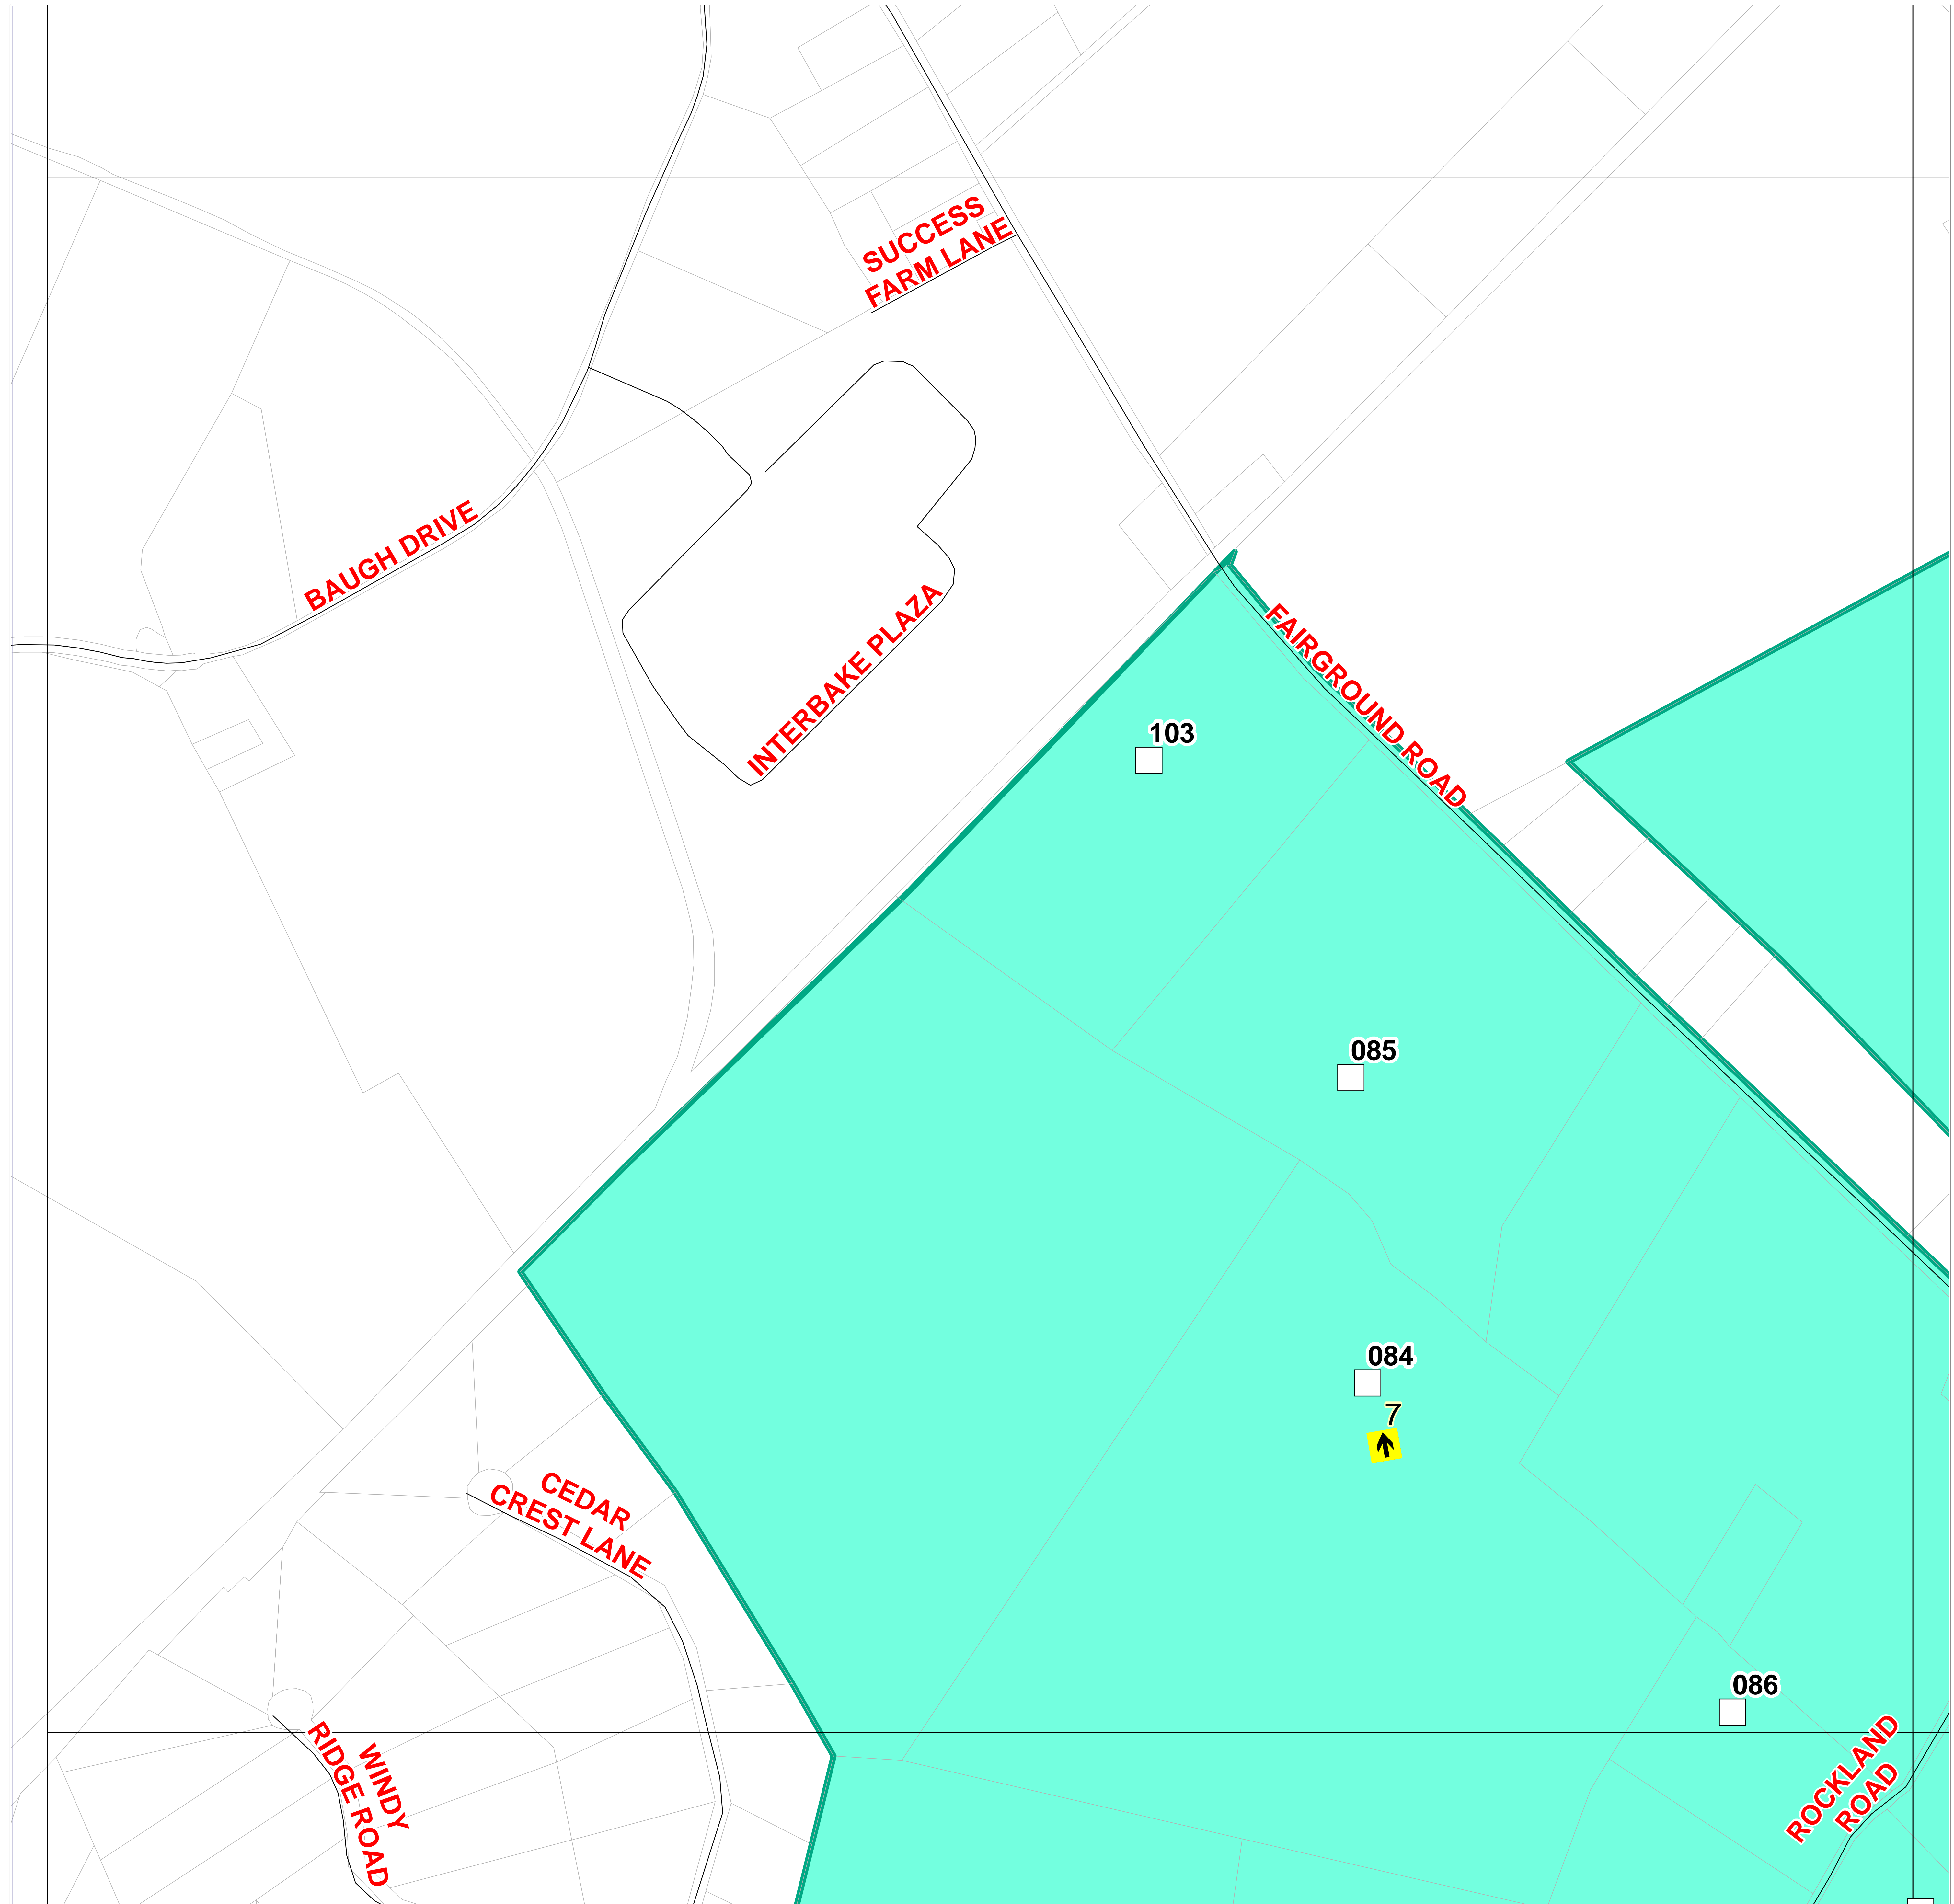 SUCCESS
FARM LANE
BAUGH DRIVE
INTERBAKE PLAZA
FAIRGROUND ROAD
103
085
084
7
CEDAR
CREST LANE
086
WINDY
RIDGE ROAD
ROCKLAND
ROAD